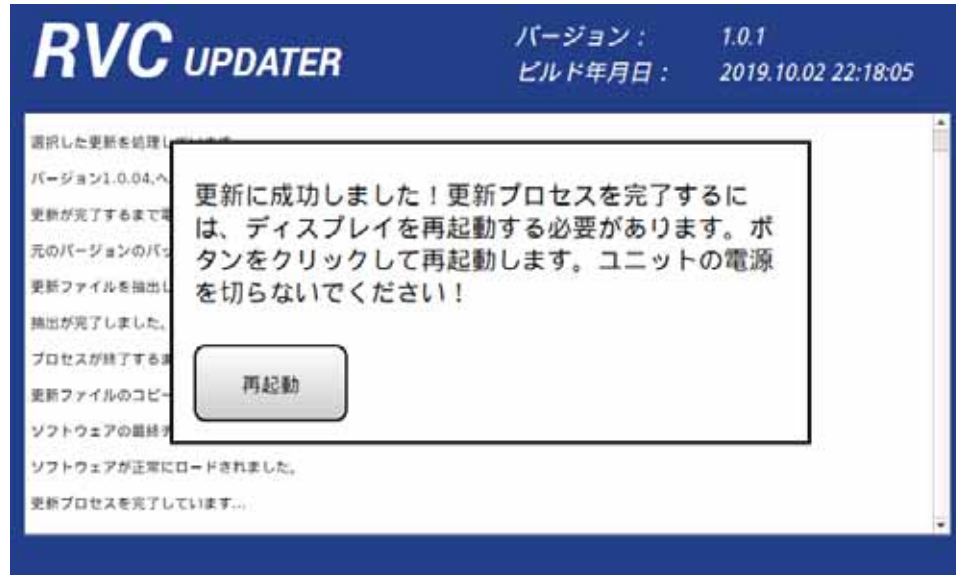 RVC UPDATER
バージョン： 1.0.1
ビルド年月日： 2019.10.02 22:18:05
選択した更新を処理しています
バージョン1.0.04.へ
更新が完了するまで電
元のバージョンのバッ
更新ファイルを抽出し
抽出が完了しました。
プロセスが終了するま
更新ファイルのコピー
ソフトウェアの最終チ
ソフトウェアが正常にロードされました。
更新プロセスを完了しています...
更新に成功しました！更新プロセスを完了するに
は、ディスプレイを再起動する必要があります。ボ
タンをクリックして再起動します。ユニットの電源
を切らないでください！
再起動